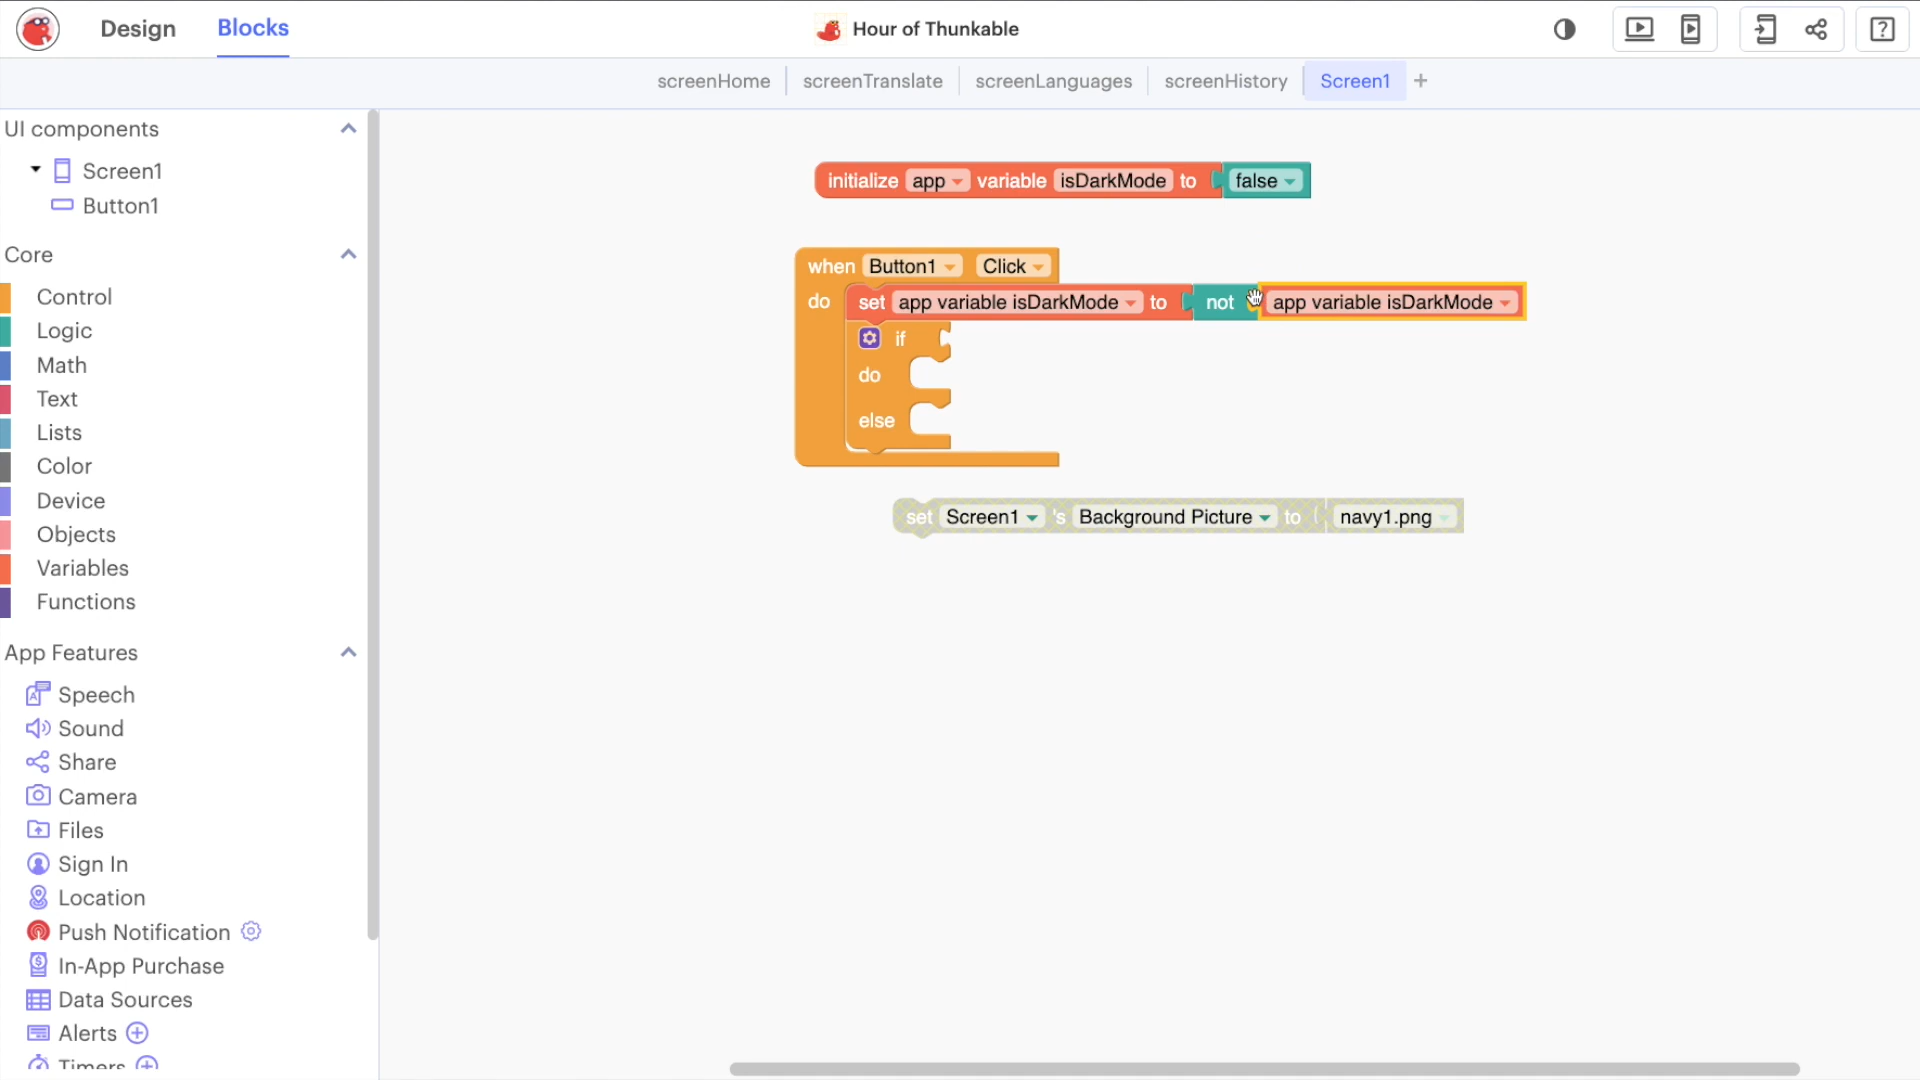 Design Blocks Hour of Thunkable
screenHome screenTranslate screenLanguages screenHistory Screen1 +
UI components
Screen1
Button1
Core
Control
Logic
Math
Text
Lists
Color
Device
Objects
Variables
Functions
App Features
Speech
Sound
Share
Camera
Files
Sign In
Location
Push Notification
In-App Purchase
Data Sources
Alerts
Timers
initialize app variable isDarkMode to false
when Button1 Click
do set app variable isDarkMode to not app variable isDarkMode
if
do
else
set Screen1 's Background Picture to navy1.png